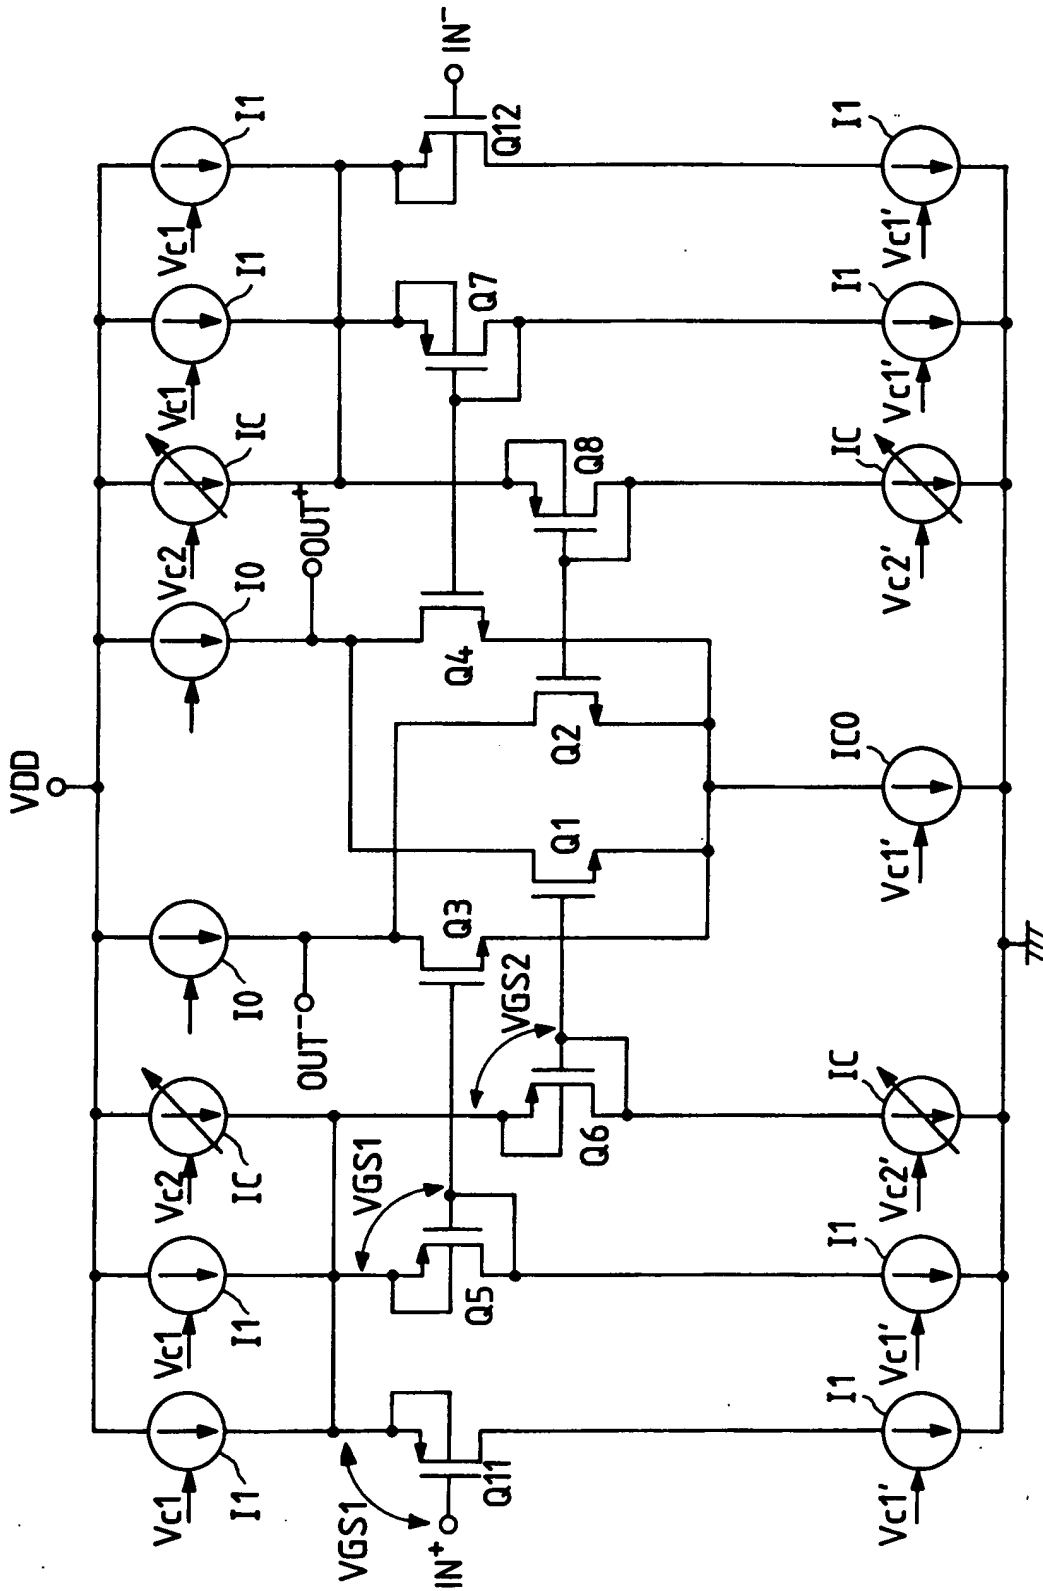 VDD
Vc1 Vc1 Vc2 Vc2 Vc1 Vc1
I1 I1 IC I0 I0 IC I1 I1
OUT⁻ OUT⁺
VGS1 VGS1
IN⁺ Q3 Q4 IN⁻
Q11 Q5 Q7 Q12
VGS2
Q6 Q1 Q2 Q8
I1 I1 IC IC0 IC I1 I1
Vc1' Vc1' Vc2' Vc1' Vc2' Vc1' Vc1'